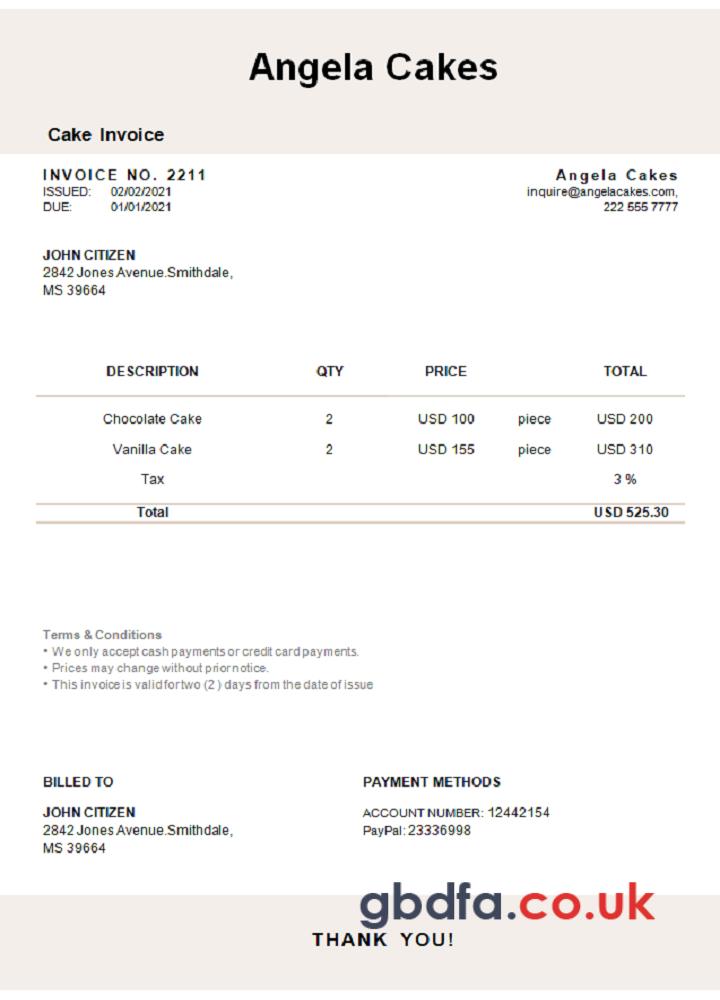 Angela Cakes
Cake Invoice
INVOICE NO. 2211
ISSUED: 02/02/2021
DUE: 01/01/2021
Angela Cakes
inquire@angelacakes.com,
222 555 7777
JOHN CITIZEN
2842 Jones Avenue.Smithdale,
MS 39664
DESCRIPTION QTY PRICE TOTAL
Chocolate Cake 2 USD 100 piece USD 200
Vanilla Cake 2 USD 155 piece USD 310
Tax 3 %
Total USD 525.30
Terms & Conditions
• We only accept cash payments or credit card payments.
• Prices may change without prior notice.
• This invoice is valid for two (2) days from the date of issue
BILLED TO
JOHN CITIZEN
2842 Jones Avenue.Smithdale,
MS 39664
PAYMENT METHODS
ACCOUNT NUMBER: 12442154
PayPal: 23336998
gbdfa.co.uk
THANK YOU!